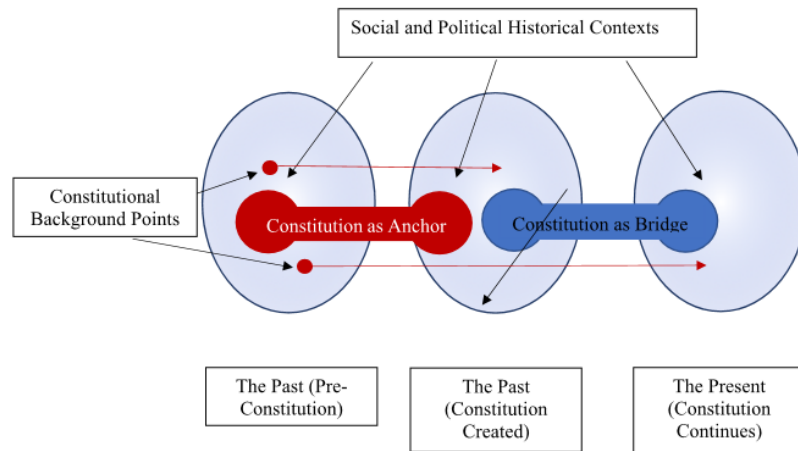 Social and Political Historical Contexts
Constitutional
Background Points
Constitution as Anchor
Constitution as Bridge
The Past (Pre-
Constitution)
The Past
(Constitution
Created)
The Present
(Constitution
Continues)